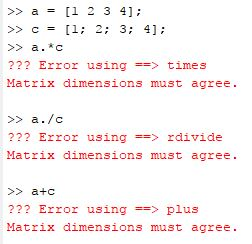 >> a = [1 2 3 4];
>> c = [1; 2; 3; 4];
>> a.*c
??? Error using ==> times
Matrix dimensions must agree.
>> a./c
??? Error using ==> rdivide
Matrix dimensions must agree.
>> a+c
??? Error using ==> plus
Matrix dimensions must agree.